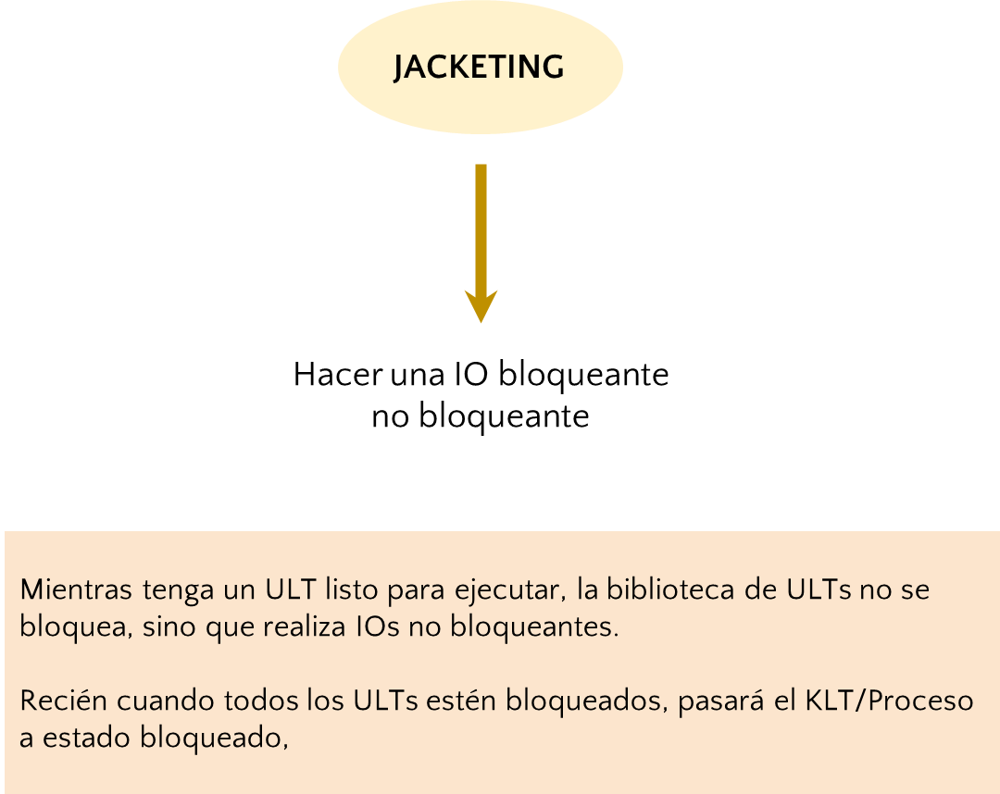 JACKETING
Hacer una IO bloqueante
no bloqueante
Mientras tenga un ULT listo para ejecutar, la biblioteca de ULTs no se
bloquea, sino que realiza IOs no bloqueantes.
Recién cuando todos los ULTs estén bloqueados, pasará el KLT/Proceso
a estado bloqueado,